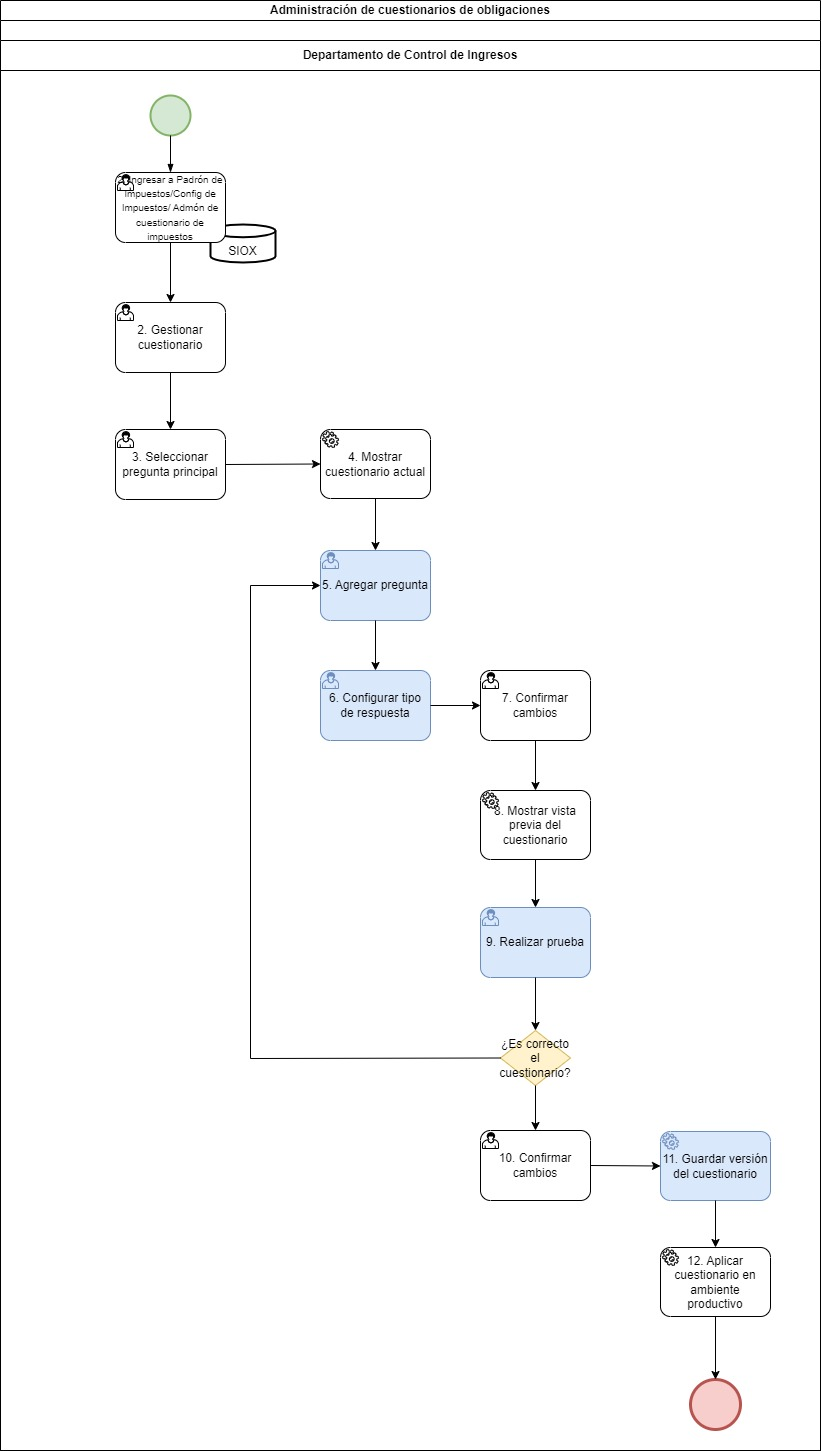 Administración de cuestionarios de obligaciones
Departamento de Control de Ingresos
Ingresar a Padrón de
Impuestos/Config de
Impuestos/ Admón de
cuestionario de
impuestos
SIOX
2. Gestionar
cuestionario
3. Seleccionar
pregunta principal
4. Mostrar
cuestionario actual
5. Agregar pregunta
6. Configurar tipo
de respuesta
7. Confirmar
cambios
8. Mostrar vista
previa del
cuestionario
9. Realizar prueba
¿Es correcto
el
cuestionario?
10. Confirmar
cambios
11. Guardar versión
del cuestionario
12. Aplicar
cuestionario en
ambiente
productivo